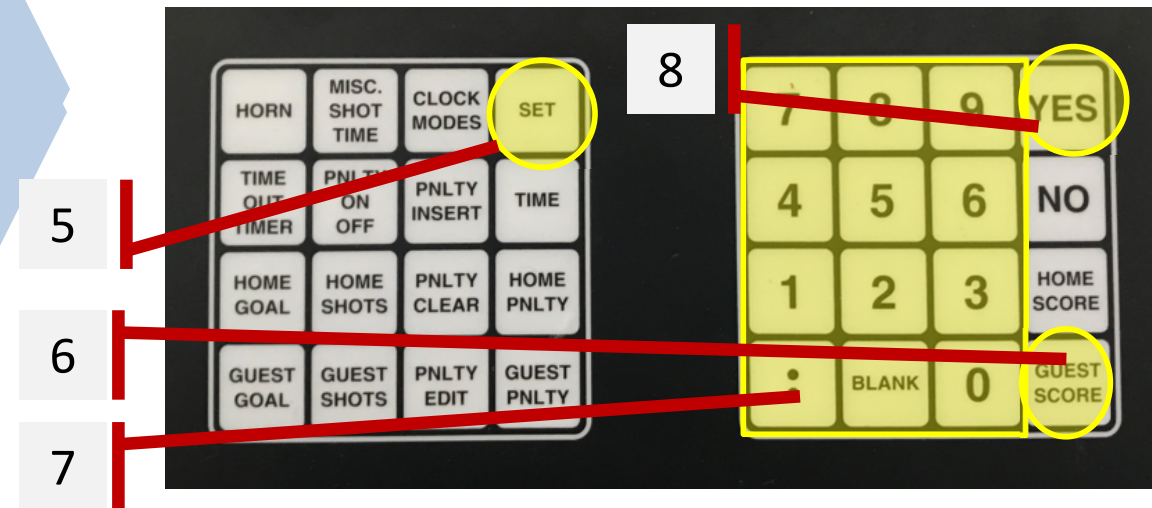 8
HORN
MISC.
SHOT
TIME
CLOCK
MODES
SET
7 8 9 YES
5
TIME
OUT
TIMER
PNLTY
ON
OFF
PNLTY
INSERT
TIME
4 5 6 NO
HOME
GOAL
HOME
SHOTS
PNLTY
CLEAR
HOME
PNLTY
1 2 3
HOME
SCORE
6
GUEST
GOAL
GUEST
SHOTS
PNLTY
EDIT
GUEST
PNLTY
: BLANK 0
GUEST
SCORE
7